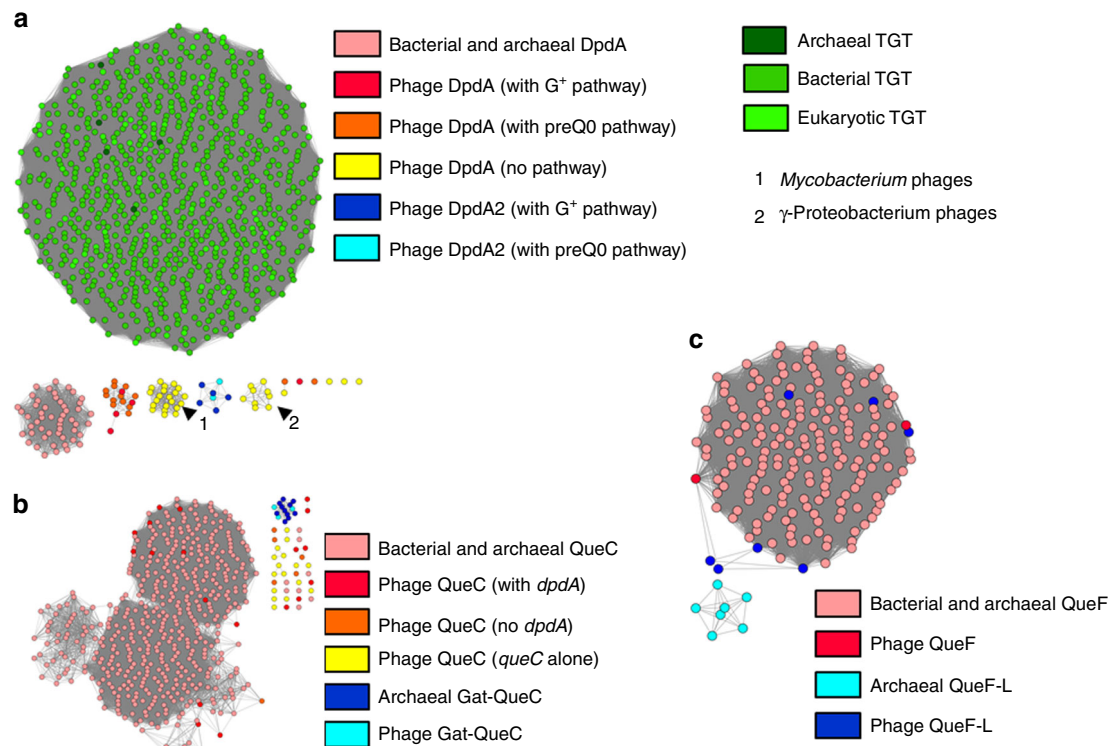 a
Bacterial and archaeal DpdA
Phage DpdA (with G⁺ pathway)
Phage DpdA (with preQ0 pathway)
Phage DpdA (no pathway)
Phage DpdA2 (with G⁺ pathway)
Phage DpdA2 (with preQ0 pathway)
Archaeal TGT
Bacterial TGT
Eukaryotic TGT
1 Mycobacterium phages
2 γ-Proteobacterium phages
1
2
b
Bacterial and archaeal QueC
Phage QueC (with dpdA)
Phage QueC (no dpdA)
Phage QueC (queC alone)
Archaeal Gat-QueC
Phage Gat-QueC
c
Bacterial and archaeal QueF
Phage QueF
Archaeal QueF-L
Phage QueF-L